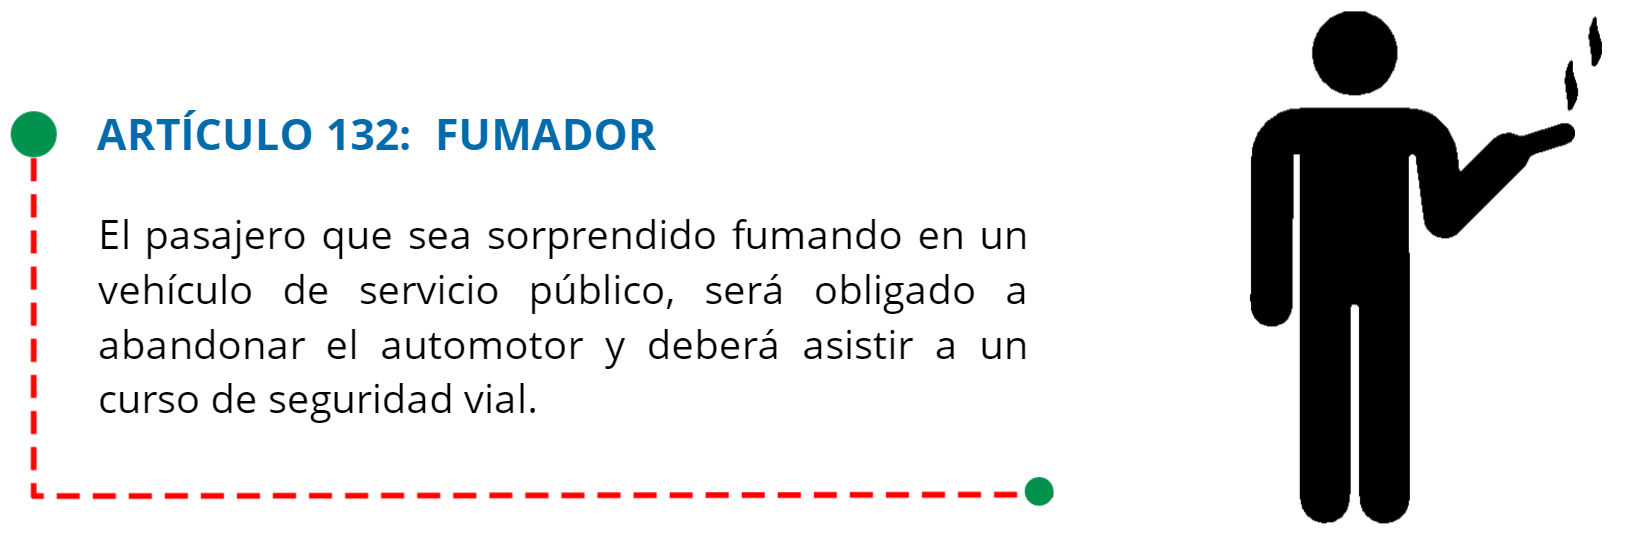 ARTÍCULO 132: FUMADOR
El pasajero que sea sorprendido fumando en un
vehículo de servicio público, será obligado a
abandonar el automotor y deberá asistir a un
curso de seguridad vial.